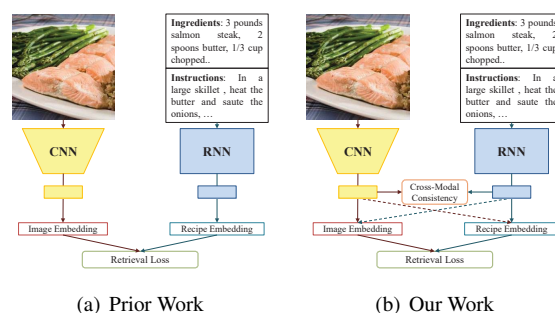 Ingredients: 3 pounds
salmon steak, 2
spoons butter, 1/3 cup
chopped..
Instructions: In a
large skillet , heat the
butter and saute the
onions, …
CNN
RNN
Image Embedding
Recipe Embedding
Retrieval Loss
(a) Prior Work
Ingredients: 3 pounds
salmon steak, 2
spoons butter, 1/3 cup
chopped..
Instructions: In a
large skillet , heat the
butter and saute the
onions, …
CNN
RNN
Cross-Modal
Consistency
Image Embedding
Recipe Embedding
Retrieval Loss
(b) Our Work